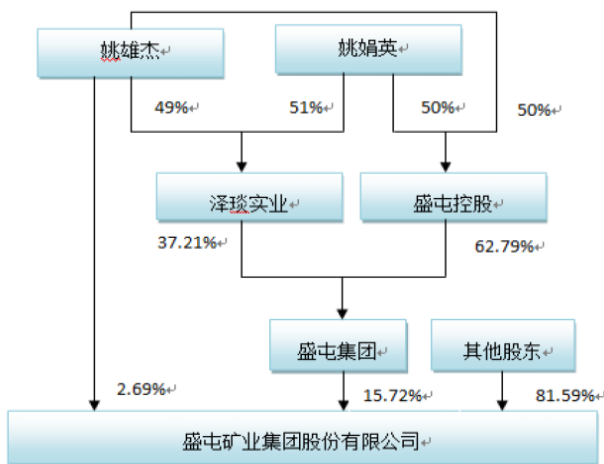 姚雄杰
姚娟英
49%
51%
50%
50%
泽琰实业
盛屯控股
37.21%
62.79%
盛屯集团
其他股东
2.69%
15.72%
81.59%
盛屯矿业集团股份有限公司